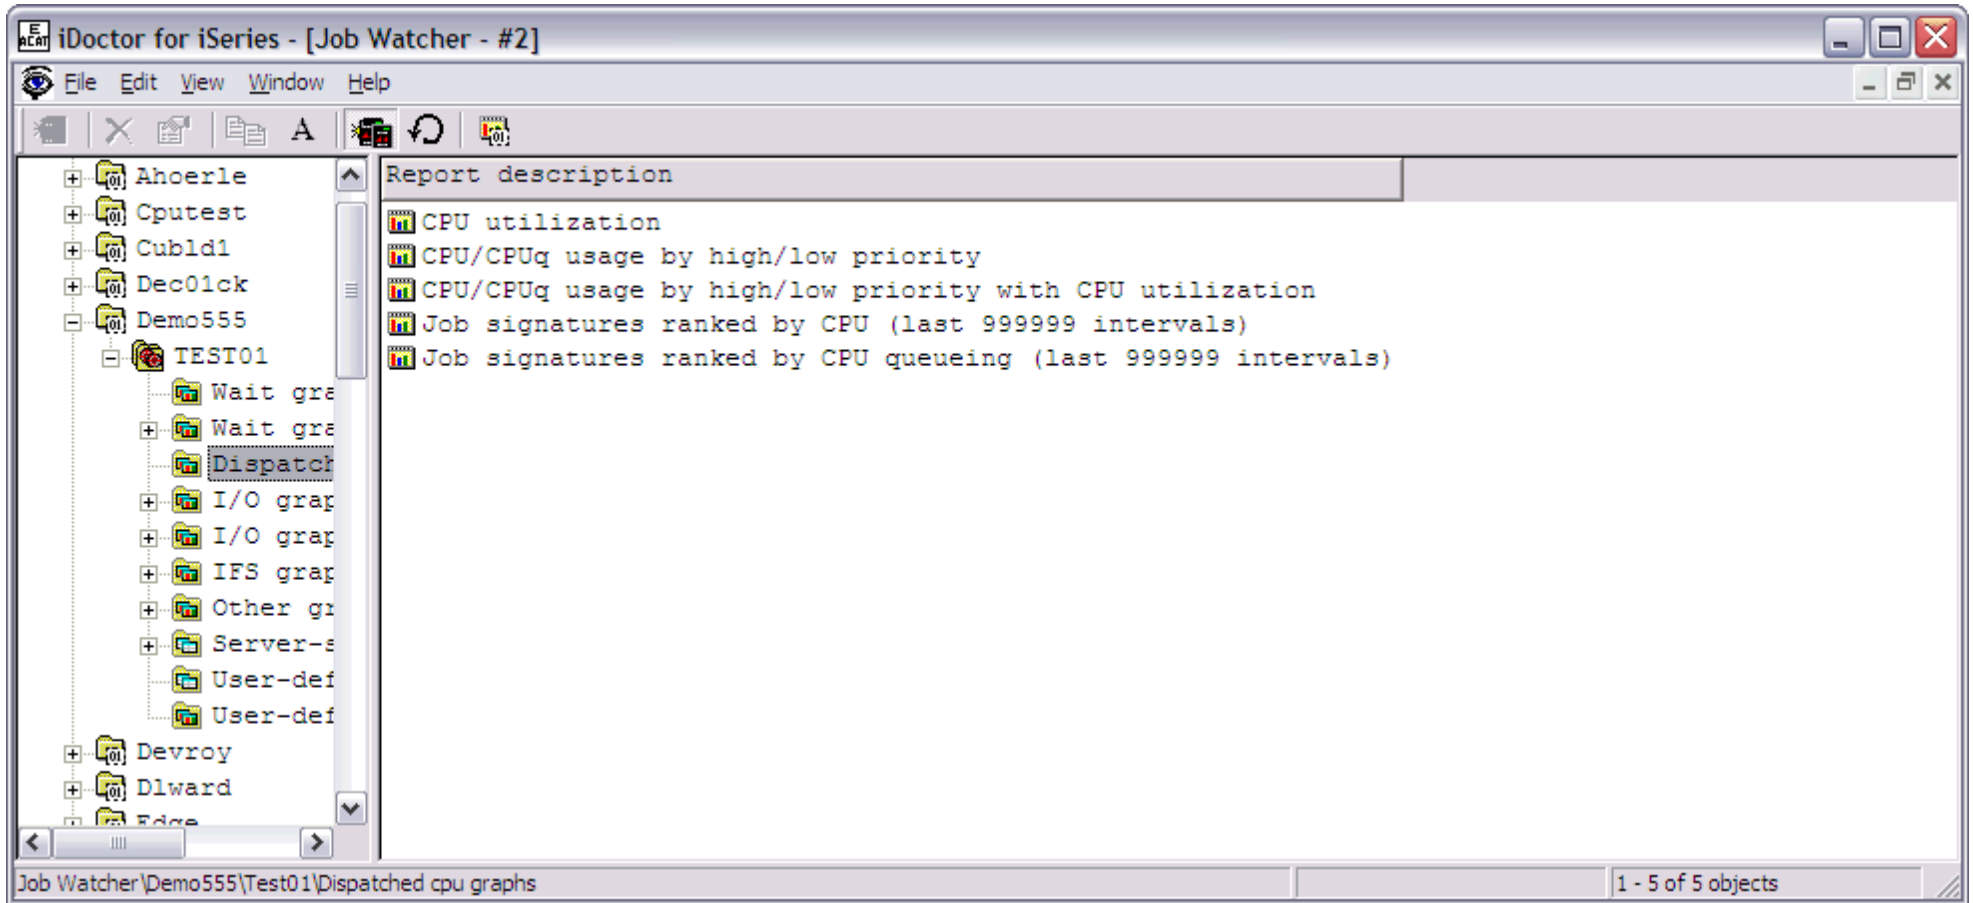 iDoctor for iSeries - [Job Watcher - #2]
File Edit View Window Help
A
Ahoerle
Cputest
Cubld1
Dec01ck
Demo555
TEST01
Wait gra
Wait gra
Dispatch
I/O grap
I/O grap
IFS grap
Other gr
Server-s
User-def
User-def
Devroy
Dlward
Edge
Report description
CPU utilization
CPU/CPUq usage by high/low priority
CPU/CPUq usage by high/low priority with CPU utilization
Job signatures ranked by CPU (last 999999 intervals)
Job signatures ranked by CPU queueing (last 999999 intervals)
Job Watcher\Demo555\Test01\Dispatched cpu graphs
1 - 5 of 5 objects